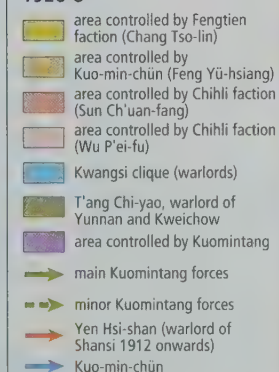 area controlled by Fengtien
faction (Chang Tso-lin)
area controlled by
Kuo-min-chün (Feng Yü-hsiang)
area controlled by Chihli faction
(Sun Ch'uan-fang)
area controlled by Chihli faction
(Wu P'ei-fu)
Kwangsi clique (warlords)
T'ang Chi-yao, warlord of
Yunnan and Kweichow
area controlled by Kuomintang
main Kuomintang forces
minor Kuomintang forces
Yen Hsi-shan (warlord of
Shansi 1912 onwards)
Kuo-min-chün